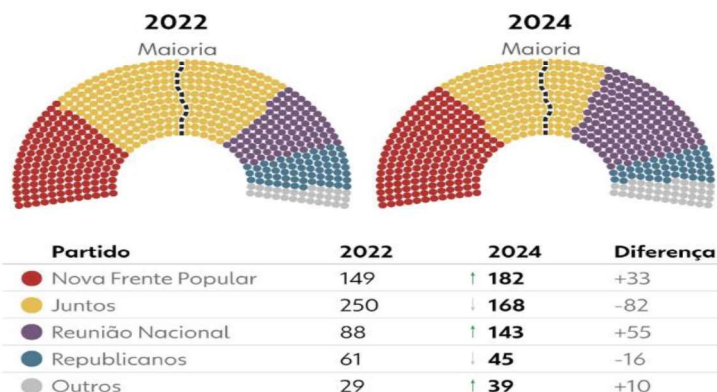 2022 2024
Maioria Maioria
Partido 2022 2024 Diferença
Nova Frente Popular 149 ↑ 182 +33
Juntos 250 ↓ 168 -82
Reunião Nacional 88 ↑ 143 +55
Republicanos 61 ↓ 45 -16
Outros 29 ↑ 39 +10